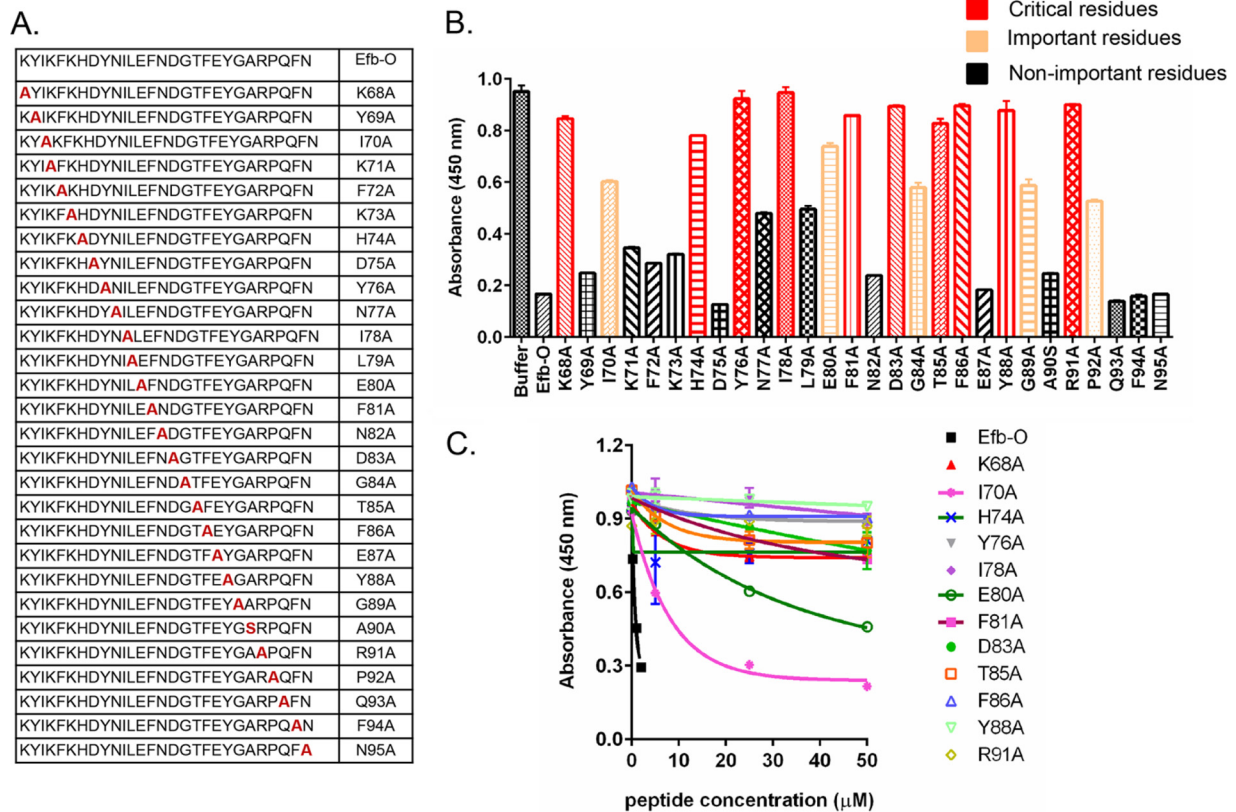 A.
KYIKFKHDYNILEFNDGTFEYGARPQFN Efb-O
AYIKFKHDYNILEFNDGTFEYGARPQFN K68A
KAIKFKHDYNILEFNDGTFEYGARPQFN Y69A
KYAKFKHDYNILEFNDGTFEYGARPQFN I70A
KYIAFKHDYNILEFNDGTFEYGARPQFN K71A
KYIKAKHDYNILEFNDGTFEYGARPQFN F72A
KYIKFAHDYNILEFNDGTFEYGARPQFN K73A
KYIKFKADYNILEFNDGTFEYGARPQFN H74A
KYIKFKHAYNILEFNDGTFEYGARPQFN D75A
KYIKFKHDANILEFNDGTFEYGARPQFN Y76A
KYIKFKHDYAILEFNDGTFEYGARPQFN N77A
KYIKFKHDYNALEFNDGTFEYGARPQFN I78A
KYIKFKHDYNIAEFNDGTFEYGARPQFN L79A
KYIKFKHDYNILAFNDGTFEYGARPQFN E80A
KYIKFKHDYNILEANDGTFEYGARPQFN F81A
KYIKFKHDYNILEFADGTFEYGARPQFN N82A
KYIKFKHDYNILEFNAGTFEYGARPQFN D83A
KYIKFKHDYNILEFNDATFEYGARPQFN G84A
KYIKFKHDYNILEFNDGAFEYGARPQFN T85A
KYIKFKHDYNILEFNDGTAEYGARPQFN F86A
KYIKFKHDYNILEFNDGTFAYGARPQFN E87A
KYIKFKHDYNILEFNDGTFEAGARPQFN Y88A
KYIKFKHDYNILEFNDGTFEYAARPQFN G89A
KYIKFKHDYNILEFNDGTFEYGSRPQFN A90S
KYIKFKHDYNILEFNDGTFEYGAAPQFN R91A
KYIKFKHDYNILEFNDGTFEYGARAQFN P92A
KYIKFKHDYNILEFNDGTFEYGARPAFN Q93A
KYIKFKHDYNILEFNDGTFEYGARPQAN F94A
KYIKFKHDYNILEFNDGTFEYGARPQFA N95A
B.
Critical residues
Important residues
Non-important residues
Absorbance (450 nm)
1.0
0.8
0.6
0.4
0.2
0.0
Buffer
Efb-O
K68A
Y69A
I70A
K71A
F72A
K73A
H74A
D75A
Y76A
N77A
I78A
L79A
E80A
F81A
N82A
D83A
G84A
T85A
F86A
E87A
Y88A
G89A
A90S
R91A
P92A
Q93A
F94A
N95A
C.
Absorbance (450 nm)
1.2
0.9
0.6
0.3
0.0
0 10 20 30 40 50
peptide concentration (μM)
Efb-O
K68A
I70A
H74A
Y76A
I78A
E80A
F81A
D83A
T85A
F86A
Y88A
R91A